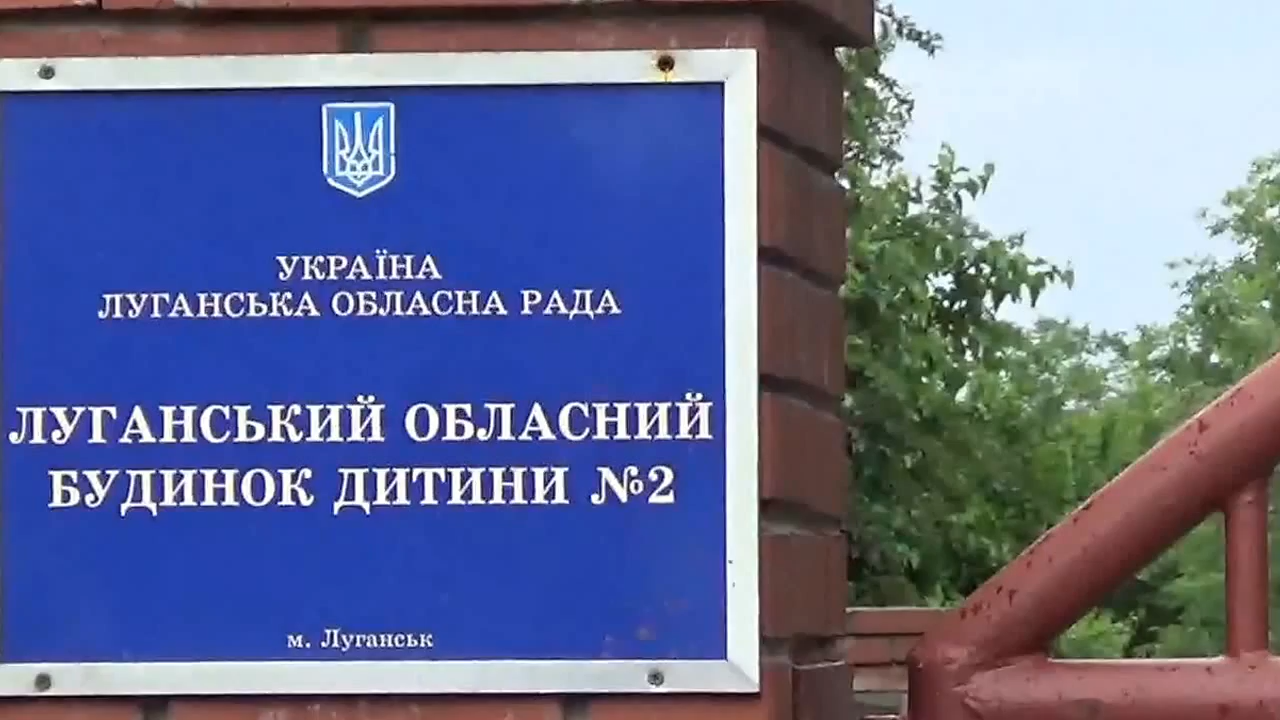 УКРАЇНА
ЛУГАНСЬКА ОБЛАСНА РАДА
ЛУГАНСЬКИЙ ОБЛАСНИЙ
БУДИНОК ДИТИНИ №2
м. Луганськ